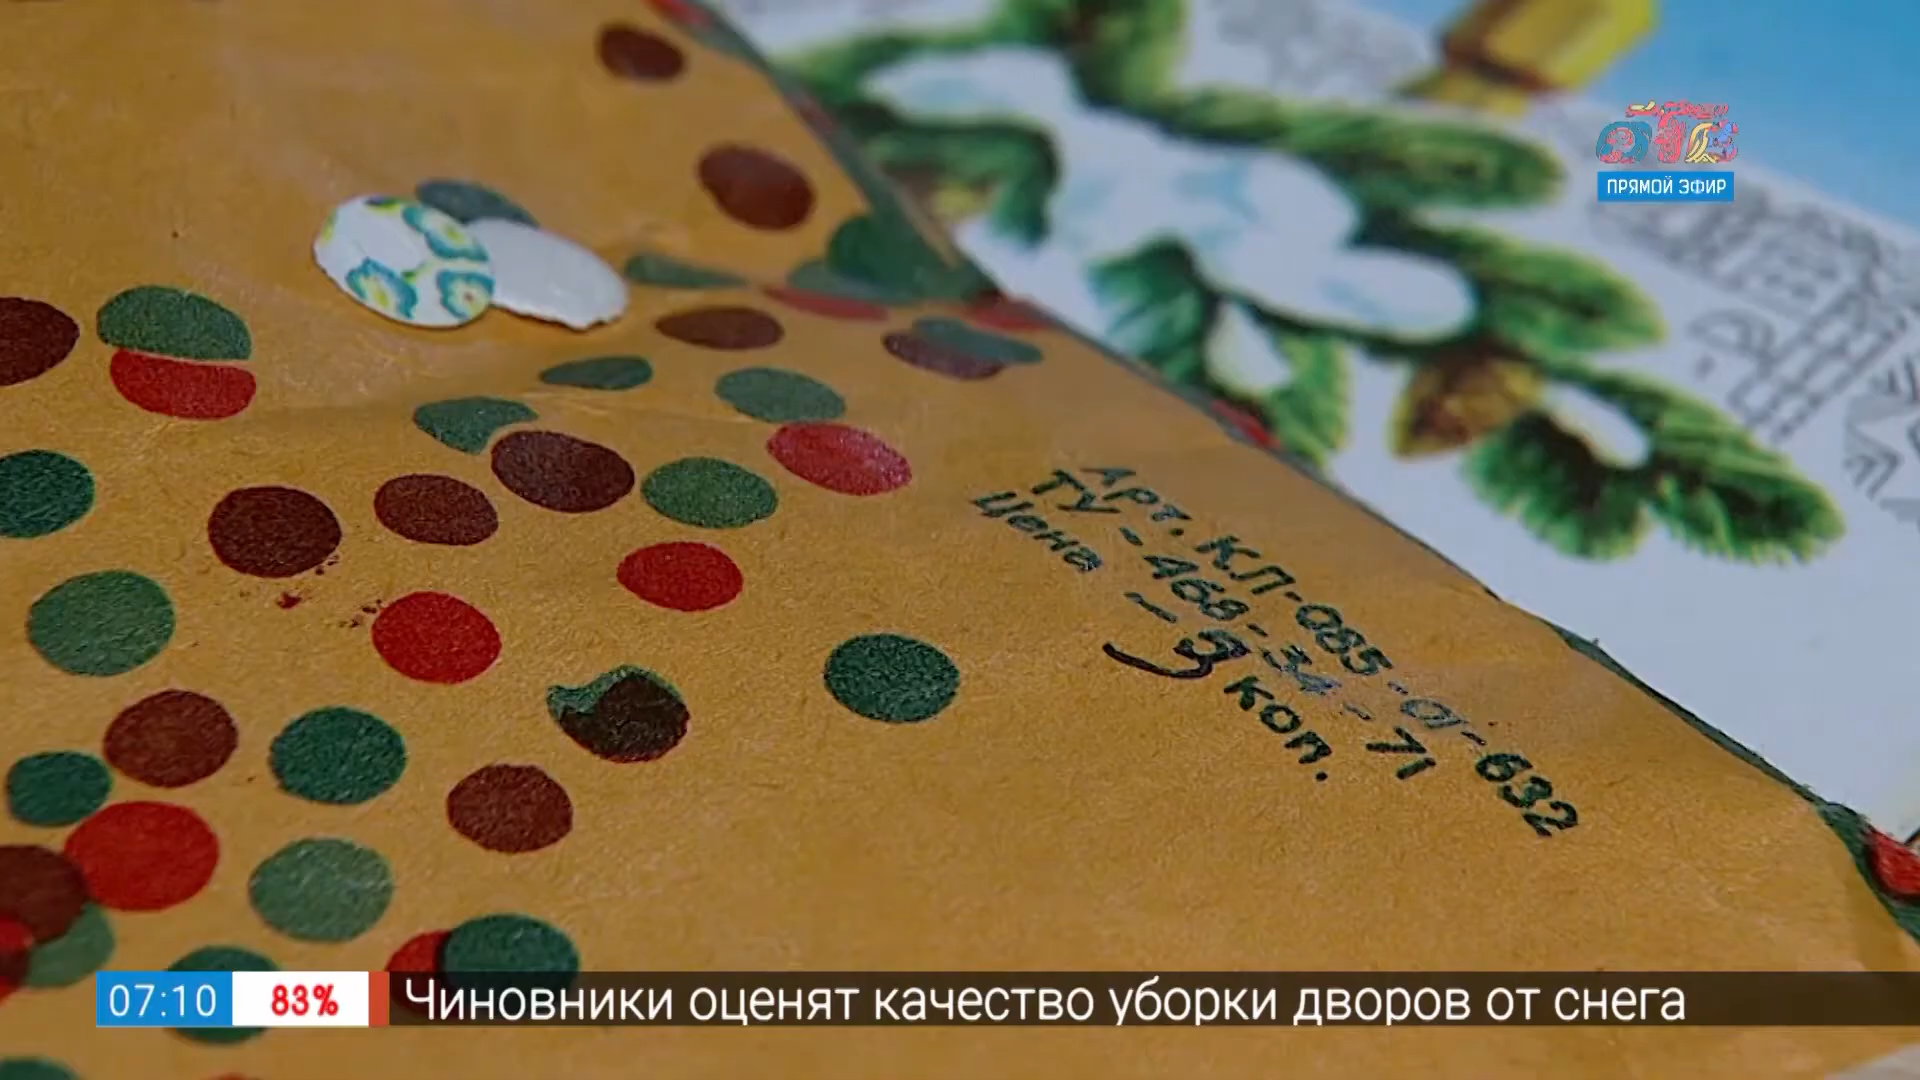 ПРЯМОЙ ЭФИР
Арт. КЛ-085-01-632
ТУ-468-34-71
Цена - 3 коп.
07:10 83% Чиновники оценят качество уборки дворов от снега